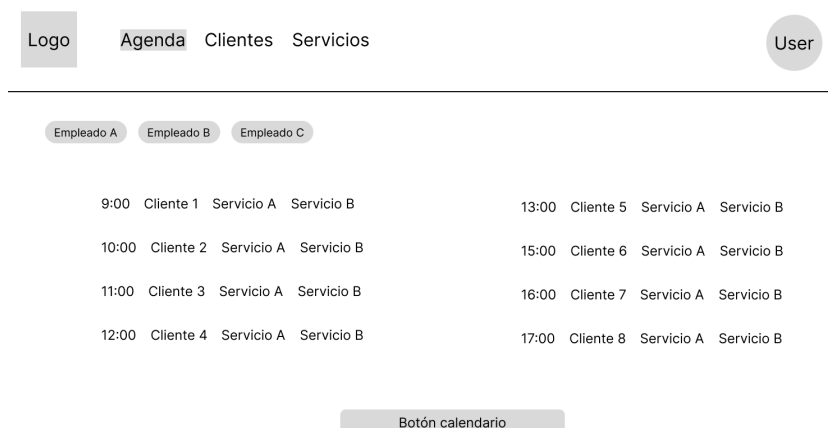 Logo
Agenda Clientes Servicios
User
Empleado A Empleado B Empleado C
9:00 Cliente 1 Servicio A Servicio B
10:00 Cliente 2 Servicio A Servicio B
11:00 Cliente 3 Servicio A Servicio B
12:00 Cliente 4 Servicio A Servicio B
13:00 Cliente 5 Servicio A Servicio B
15:00 Cliente 6 Servicio A Servicio B
16:00 Cliente 7 Servicio A Servicio B
17:00 Cliente 8 Servicio A Servicio B
Botón calendario